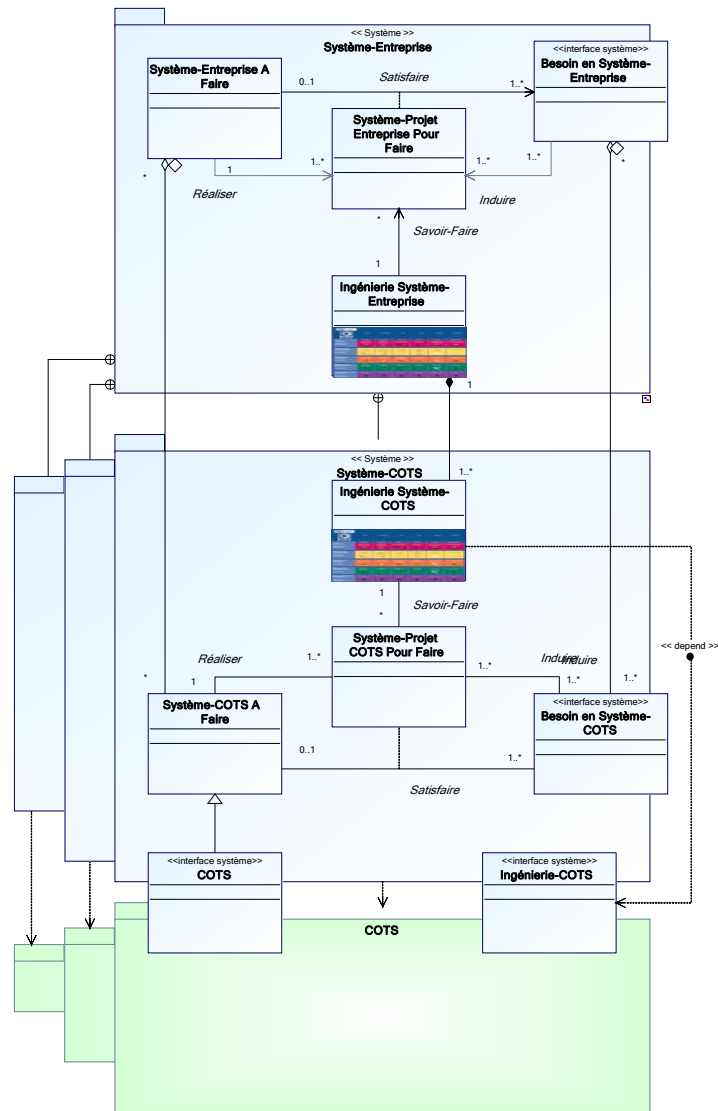 << Système >>
Système-Entreprise
<<interface système>>
Besoin en Système-
Entreprise
Système-Entreprise A
Faire
0..1
Satisfaire
1..*
Système-Projet
Entreprise Pour
Faire
1
1..*
1..*
1..*
*
*
Réaliser
Induire
*
Savoir-Faire
1
Ingénierie Système-
Entreprise
1
<< Système >>
Système-COTS
1..*
Ingénierie Système-
COTS
1
*
Savoir-Faire
<< depend >>
Système-Projet
COTS Pour Faire
Réaliser
1..*
1..*
Induire
Induire
*
1
1..*
1..*
Système-COTS A
Faire
<<interface système>>
Besoin en Système-
COTS
0..1
1..*
Satisfaire
<<interface système>>
COTS
<<interface système>>
Ingénierie-COTS
COTS